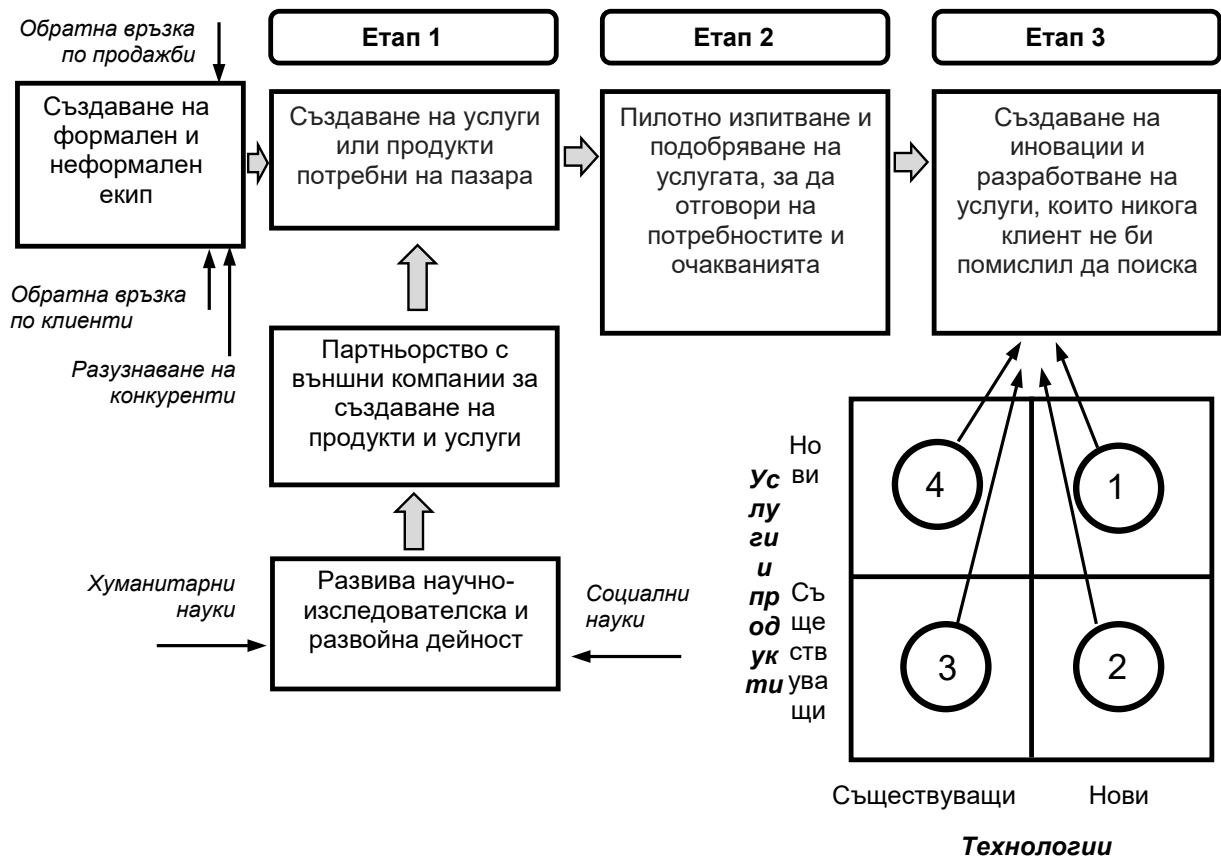 Обратна връзка
по продажби
Етап 1
Етап 2
Етап 3
Създаване на
формален и
неформален
екип
Създаване на услуги
или продукти
потребни на пазара
Пилотно изпитване и
подобряване на
услугата, за да
отговори на
потребностите и
очакванията
Създаване на
иновации и
разработване на
услуги, които никога
клиент не би
помислил да поиска
Обратна връзка
по клиенти
Разузнаване на
конкуренти
Партньорство с
външни компании за
създаване на
продукти и услуги
Хуманитарни
науки
Развива научно-
изследователска и
развойна дейност
Социални
науки
Ус
лу
ги
и
пр
од
ук
ти
Но
ви
Съ
ще
ств
ува
щи
4
1
3
2
Съществуващи
Нови
Технологии